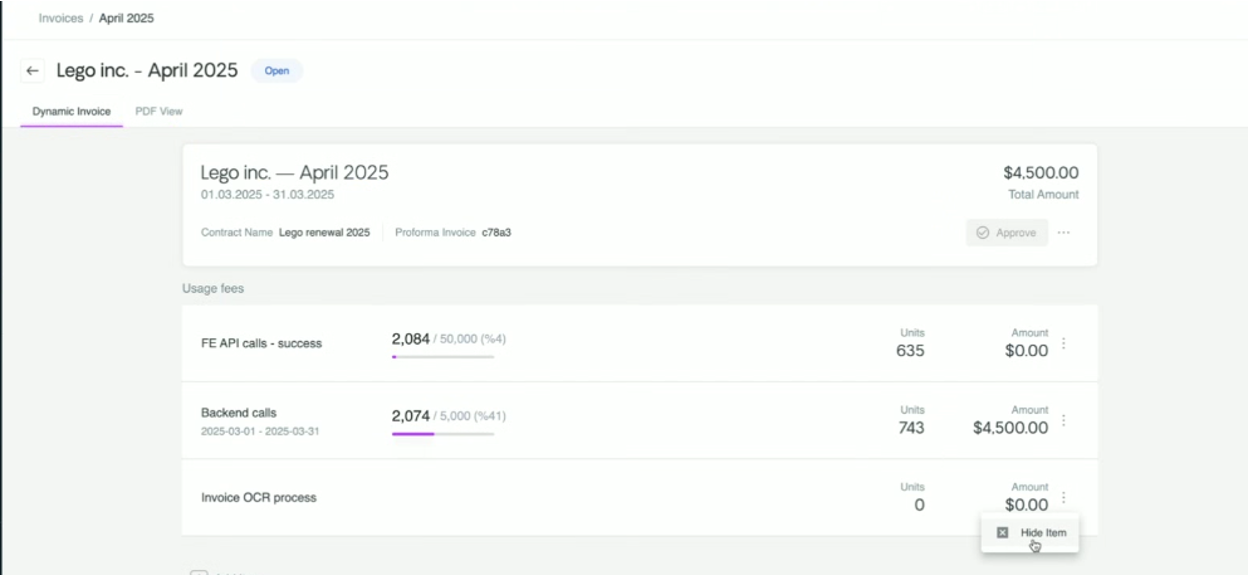 Invoices / April 2025
Lego inc. - April 2025 Open
Dynamic Invoice PDF View
Lego inc. — April 2025 $4,500.00
01.03.2025 - 31.03.2025 Total Amount
Contract Name Lego renewal 2025 Proforma Invoice c78a3 Approve
Usage fees
Units Amount
FE API calls - success 2,084 / 50,000 (%4) 635 $0.00
Units Amount
Backend calls 2,074 / 5,000 (%41) 743 $4,500.00
2025-03-01 - 2025-03-31
Units Amount
Invoice OCR process 0 $0.00
Hide Item